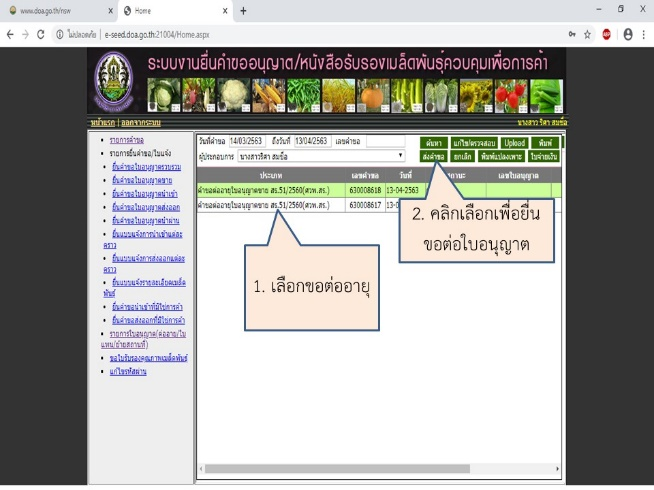 www.doa.go.th/nsw
Home
ไม่ปลอดภัย | e-seed.doa.go.th:21004/Home.aspx
ระบบงานยื่นคำขออนุญาต/หนังสือรับรองเมล็ดพันธุ์ควบคุมเพื่อการค้า
หน้าแรก | ออกจากระบบ
นางสาว ริสา สมข้อ
รายการคำขอ
รายการยื่นคำขอ/ใบแจ้ง
ยื่นคำขอใบอนุญาตรวบรวม
ยื่นคำขอใบอนุญาตขาย
ยื่นคำขอใบอนุญาตนำเข้า
ยื่นคำขอใบอนุญาตส่งออก
ยื่นคำขอใบอนุญาตนำผ่าน
ยื่นแบบแจ้งการนำเข้าแต่ละ
คราว
ยื่นแบบแจ้งการส่งออกแต่ละ
คราว
ยื่นแบบแจ้งรายละเอียดเมล็ด
พันธุ์
ยื่นคำขอนำเข้าที่มิใช่การค้า
ยื่นคำขอส่งออกที่มิใช่การค้า
รายการใบอนุญาต(ต่ออายุ/ใบ
แทน/ย้ายสถานที่)
ขอใบรับรองคุณภาพเมล็ดพันธุ์
แก้ไขรหัสผ่าน
วันที่คำขอ 14/03/2563 ถึงวันที่ 13/04/2563 เลขคำขอ
ค้นหา แก้ไข/ตรวจสอบ Upload พิมพ์
ผู้ประกอบการ นางสาวริสา สมข้อ
ส่งคำขอ ยกเลิก พิมพ์แปลงเพาะ ใบจ่ายเงิน
ประเภท เลขคำขอ วันที่ สถานะ เลขใบอนุญาต
คำขอต่ออายุใบอนุญาตขาย สร.51/2560(ศวพ.สร.) 630008618 13-04-2563
คำขอต่ออายุใบอนุญาตขาย สร.51/2560(ศวพ.สร.) 630008617 13-0
1. เลือกขอต่ออายุ
2. คลิกเลือกเพื่อยื่น
ขอต่อใบอนุญาต